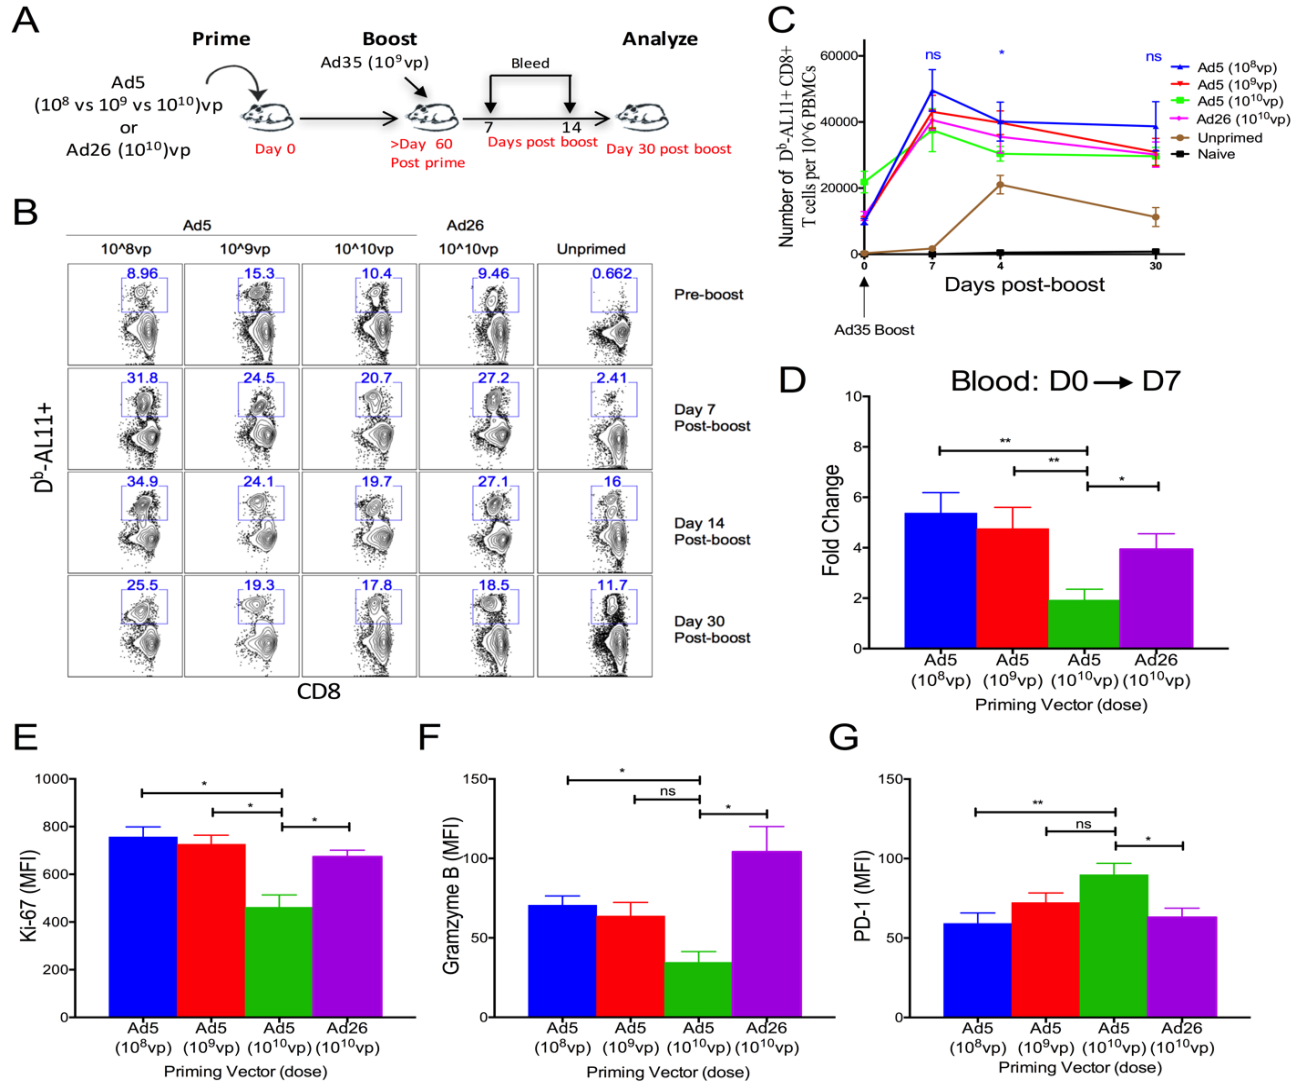 A
Prime
Boost
Analyze
Ad5
(10⁸ vs 10⁹ vs 10¹⁰)vp
or
Ad26 (10¹⁰)vp
Ad35 (10⁹vp)
Bleed
7
14
Day 0
>Day 60
Post prime
Days post boost
Day 30 post boost
B
Ad5
Ad26
10^8vp
10^9vp
10^10vp
10^10vp
Unprimed
8.96
15.3
10.4
9.46
0.662
Pre-boost
31.8
24.5
20.7
27.2
2.41
Day 7
Post-boost
34.9
24.1
19.7
27.1
16
Day 14
Post-boost
25.5
19.3
17.8
18.5
11.7
Day 30
Post-boost
Dᵇ-AL11+
CD8
C
Number of Dᵇ-AL11+ CD8+
T cells per 10^6 PBMCs
60000
40000
20000
0
ns
*
ns
0
7
4
30
Days post-boost
Ad35 Boost
Ad5 (10⁸vp)
Ad5 (10⁹vp)
Ad5 (10¹⁰vp)
Ad26 (10¹⁰vp)
Unprimed
Naive
D
Blood: D0 → D7
Fold Change
10
8
6
4
2
0
**
**
*
Ad5
(10⁸vp)
Ad5
(10⁹vp)
Ad5
(10¹⁰vp)
Ad26
(10¹⁰vp)
Priming Vector (dose)
E
Ki-67 (MFI)
1000
800
600
400
200
0
*
*
*
Ad5
(10⁸vp)
Ad5
(10⁹vp)
Ad5
(10¹⁰vp)
Ad26
(10¹⁰vp)
Priming Vector (dose)
F
Gramzyme B (MFI)
150
100
50
0
*
ns
*
Ad5
(10⁸vp)
Ad5
(10⁹vp)
Ad5
(10¹⁰vp)
Ad26
(10¹⁰vp)
Priming Vector (dose)
G
PD-1 (MFI)
150
100
50
0
**
ns
*
Ad5
(10⁸vp)
Ad5
(10⁹vp)
Ad5
(10¹⁰vp)
Ad26
(10¹⁰vp)
Priming Vector (dose)